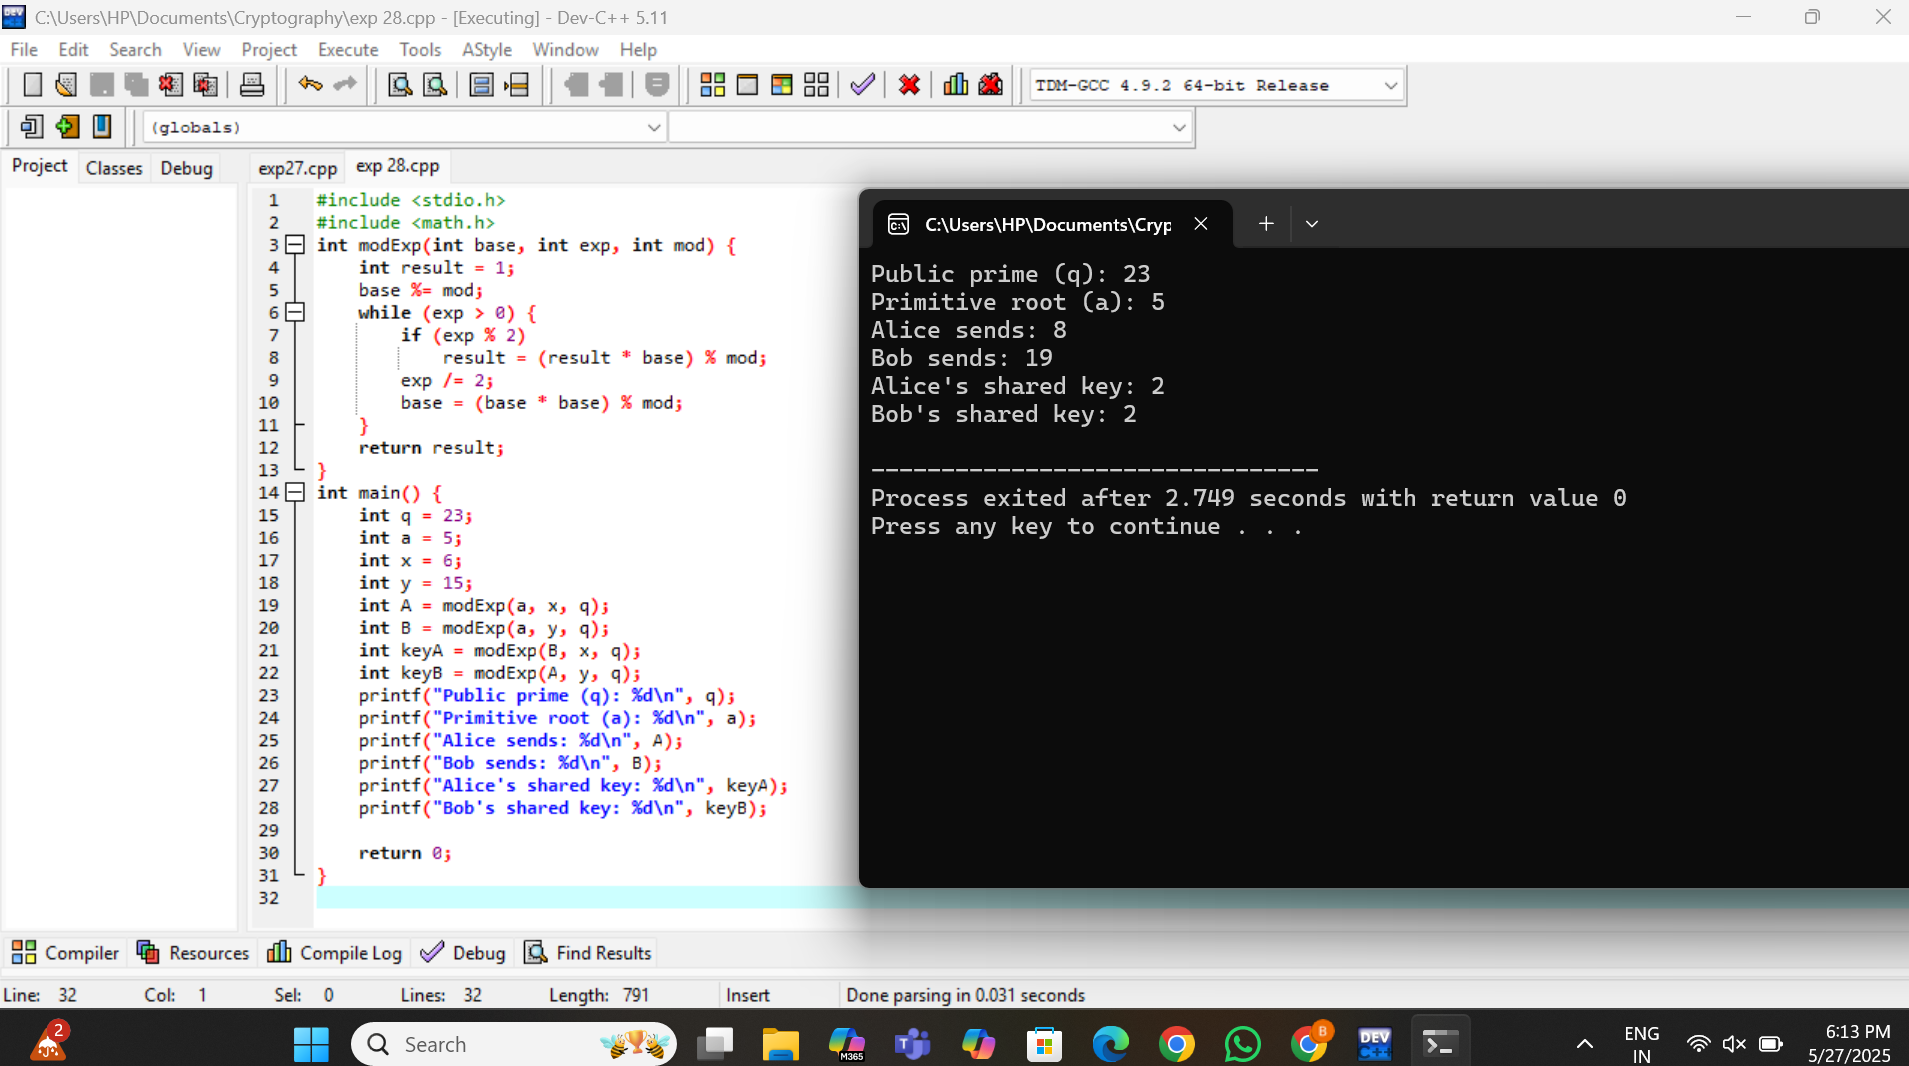 C:\Users\HP\Documents\Cryptography\exp 28.cpp - [Executing] - Dev-C++ 5.11
File Edit Search View Project Execute Tools AStyle Window Help
TDM-GCC 4.9.2 64-bit Release
(globals)
Project Classes Debug
exp27.cpp exp 28.cpp
1 #include <stdio.h>
2 #include <math.h>
3 int modExp(int base, int exp, int mod) {
4 int result = 1;
5 base %= mod;
6 while (exp > 0) {
7 if (exp % 2)
8 result = (result * base) % mod;
9 exp /= 2;
10 base = (base * base) % mod;
11 }
12 return result;
13 }
14 int main() {
15 int q = 23;
16 int a = 5;
17 int x = 6;
18 int y = 15;
19 int A = modExp(a, x, q);
20 int B = modExp(a, y, q);
21 int keyA = modExp(B, x, q);
22 int keyB = modExp(A, y, q);
23 printf("Public prime (q): %d\n", q);
24 printf("Primitive root (a): %d\n", a);
25 printf("Alice sends: %d\n", A);
26 printf("Bob sends: %d\n", B);
27 printf("Alice's shared key: %d\n", keyA);
28 printf("Bob's shared key: %d\n", keyB);
29
30 return 0;
31 }
32
C:\Users\HP\Documents\Cryp
Public prime (q): 23
Primitive root (a): 5
Alice sends: 8
Bob sends: 19
Alice's shared key: 2
Bob's shared key: 2
--------------------------------
Process exited after 2.749 seconds with return value 0
Press any key to continue . . .
Compiler Resources Compile Log Debug Find Results
Line: 32 Col: 1 Sel: 0 Lines: 32 Length: 791 Insert Done parsing in 0.031 seconds
2
Search
M365
T
B
DEV C++
ENG
IN
6:13 PM
5/27/2025